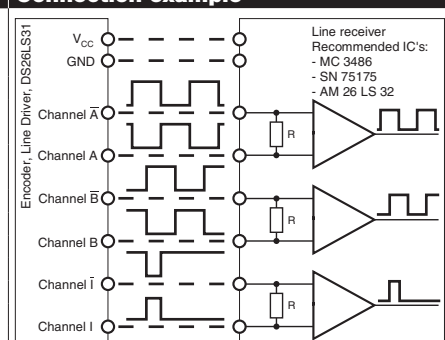 Connection example
Encoder, Line Driver, DS26LS31
V_CC
GND
Channel A̅
Channel A
Channel B̅
Channel B
Channel I̅
Channel I
Line receiver
Recommended IC's:
- MC 3486
- SN 75175
- AM 26 LS 32
R
R
R